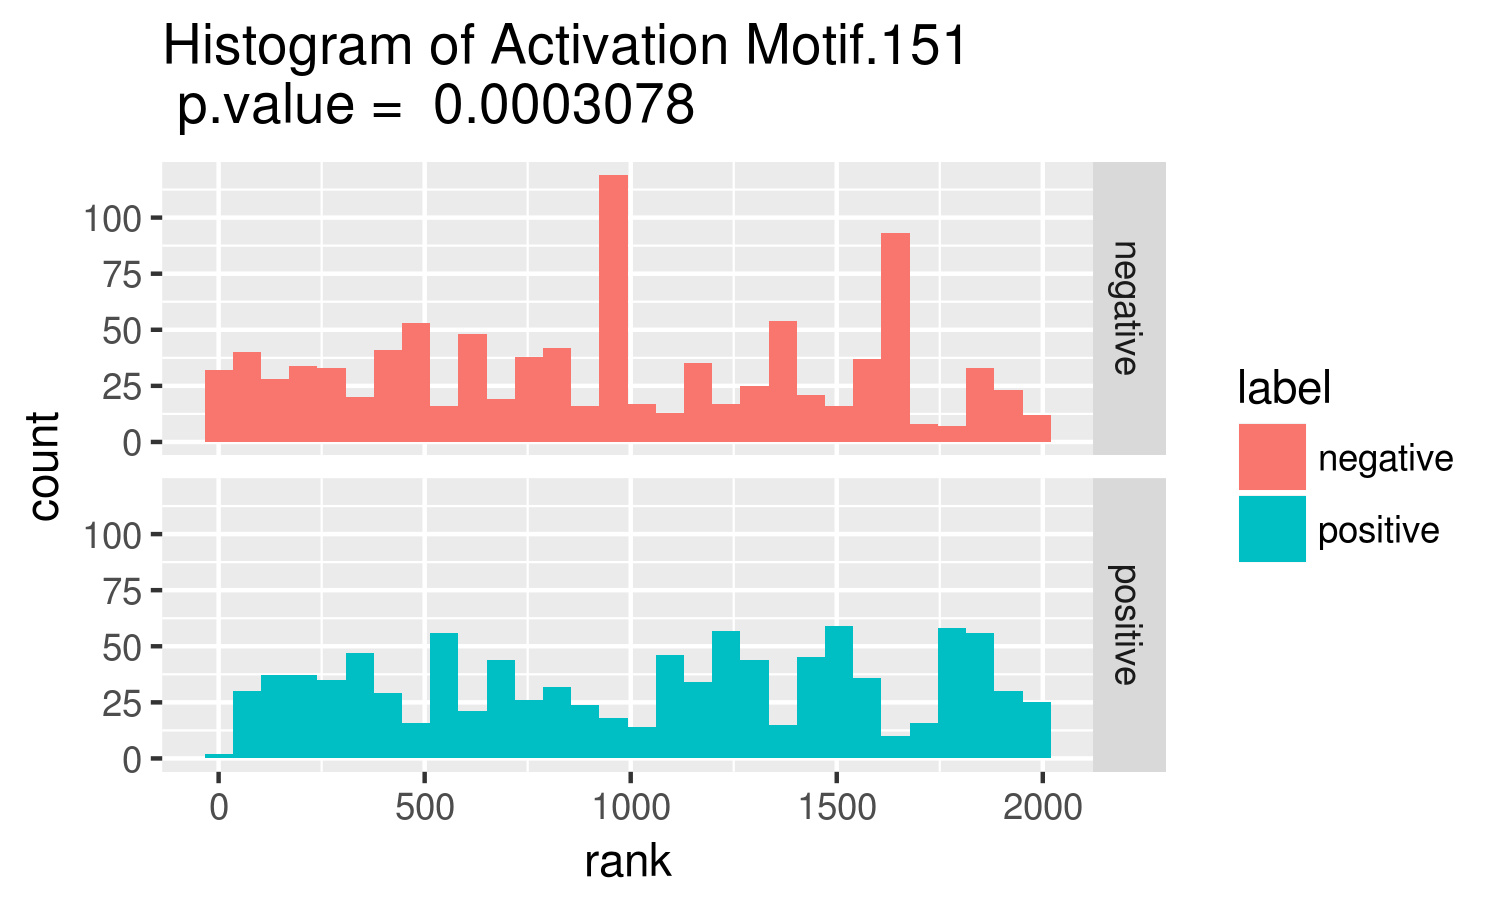 Histogram of Activation Motif.151
p.value =  0.0003078
100
75
50
25
0
negative
100
75
50
25
0
positive
0 500 1000 1500 2000
rank
count
label
negative
positive